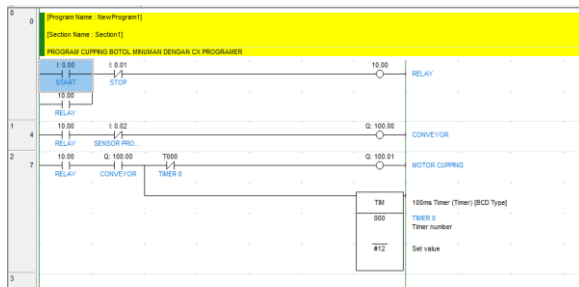 0
0
[Program Name : NewProgram1]
[Section Name : Section1]
PROGRAM CUPPING BOTOL MINUMAN DENGAN CX PROGRAMER
I: 0.00 I: 0.01 10.00
START STOP RELAY
10.00
RELAY
1
4
10.00 I: 0.02 Q: 100.00
RELAY SENSOR PRO... CONVEYOR
2
7
10.00 Q: 100.00 T000 Q: 100.01
RELAY CONVEYOR TIMER 0 MOTOR CUPPING
TIM 100ms Timer (Timer) [BCD Type]
000 TIMER 0
Timer number
#12 Set value
3